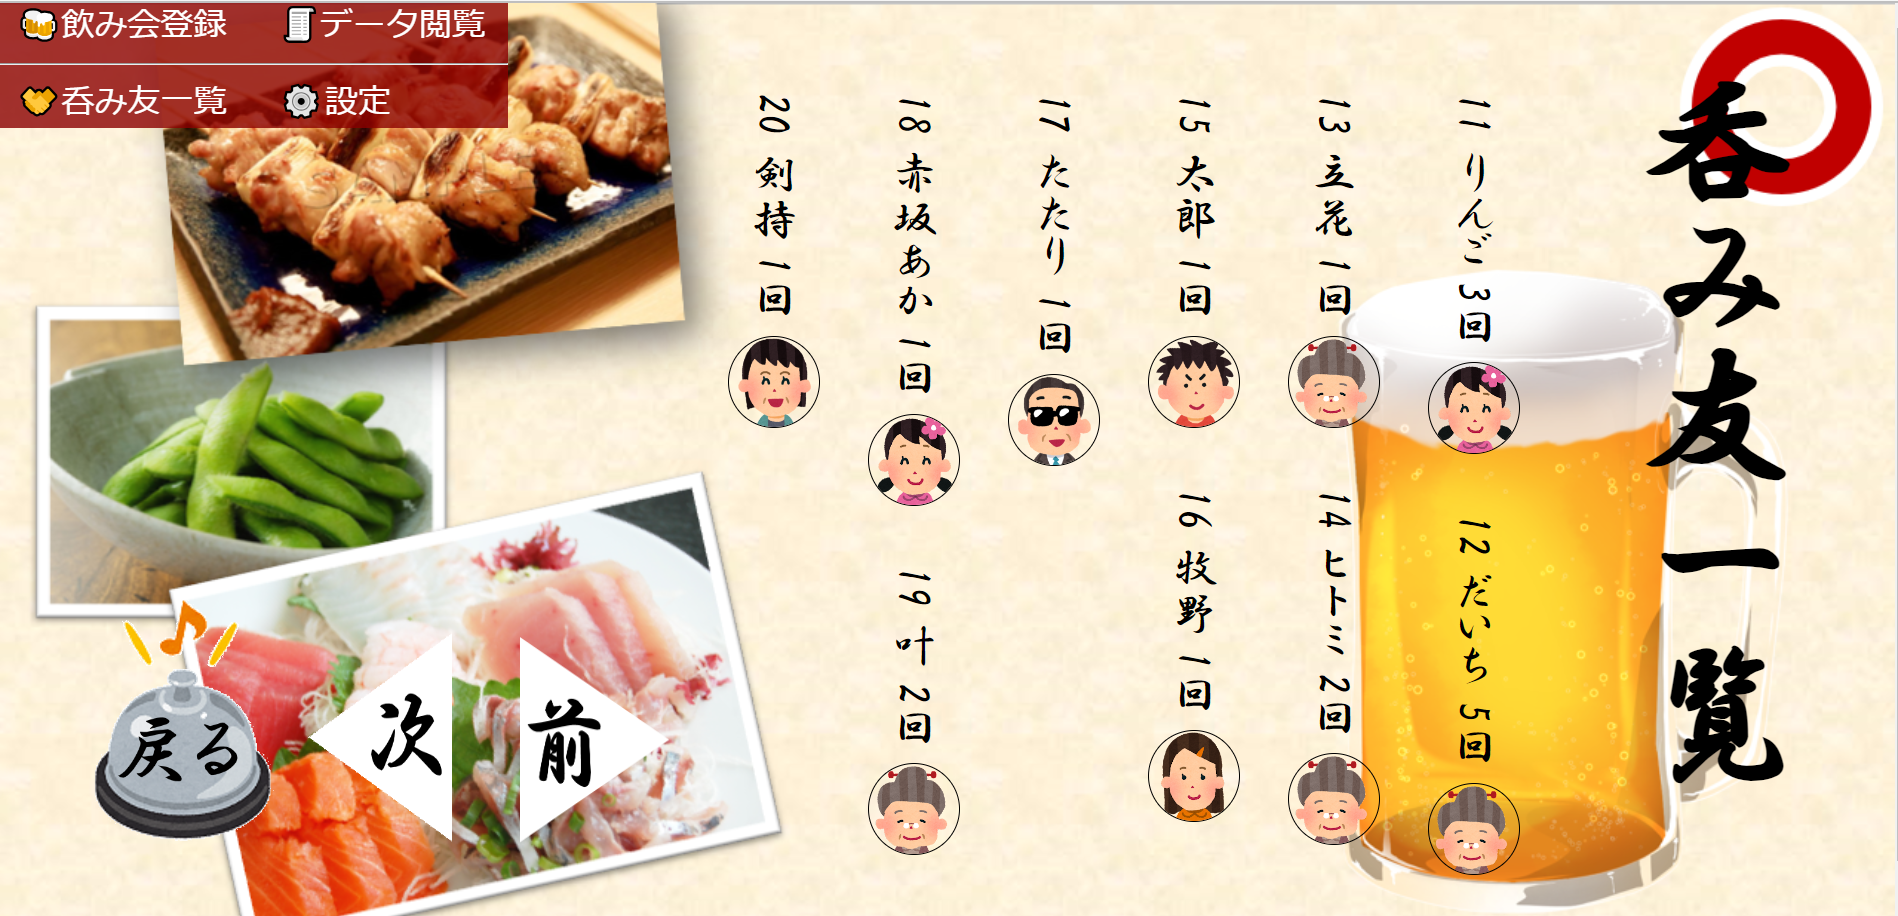 🍻飲み会登録
📜データ閲覧
🤝呑み友一覧
⚙設定
呑み友一覧
11 りんご 3回
12 だいち 5回
13 立花 1回
14 ヒトミ 2回
15 太郎 1回
16 牧野 1回
17 たたり 1回
18 赤坂あか 1回
19 叶 2回
20 剣持 1回
戻る
次
前